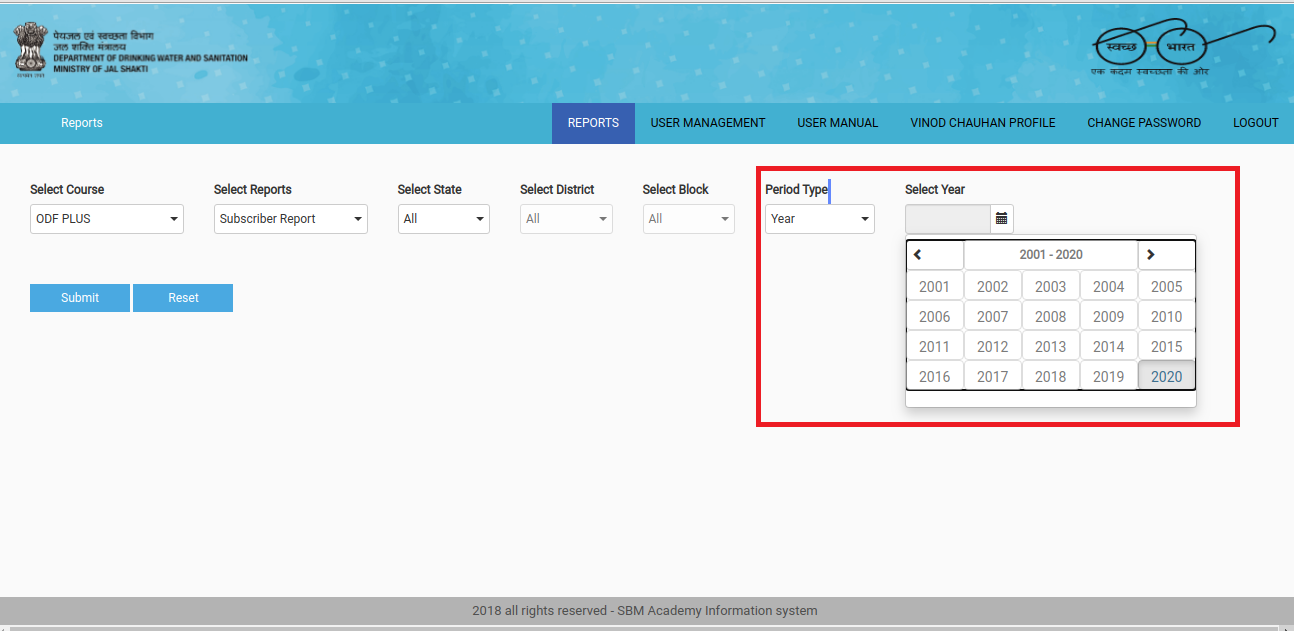 पेयजल एवं स्वच्छता विभाग
जल शक्ति मंत्रालय
DEPARTMENT OF DRINKING WATER AND SANITATION
MINISTRY OF JAL SHAKTI
स्वच्छ भारत
एक कदम स्वच्छता की ओर
Reports REPORTS USER MANAGEMENT USER MANUAL VINOD CHAUHAN PROFILE CHANGE PASSWORD LOGOUT
Select Course Select Reports Select State Select District Select Block Period Type Select Year
ODF PLUS Subscriber Report All All All Year
2001 - 2020
2001 2002 2003 2004 2005
2006 2007 2008 2009 2010
2011 2012 2013 2014 2015
2016 2017 2018 2019 2020
Submit Reset
2018 all rights reserved - SBM Academy Information system